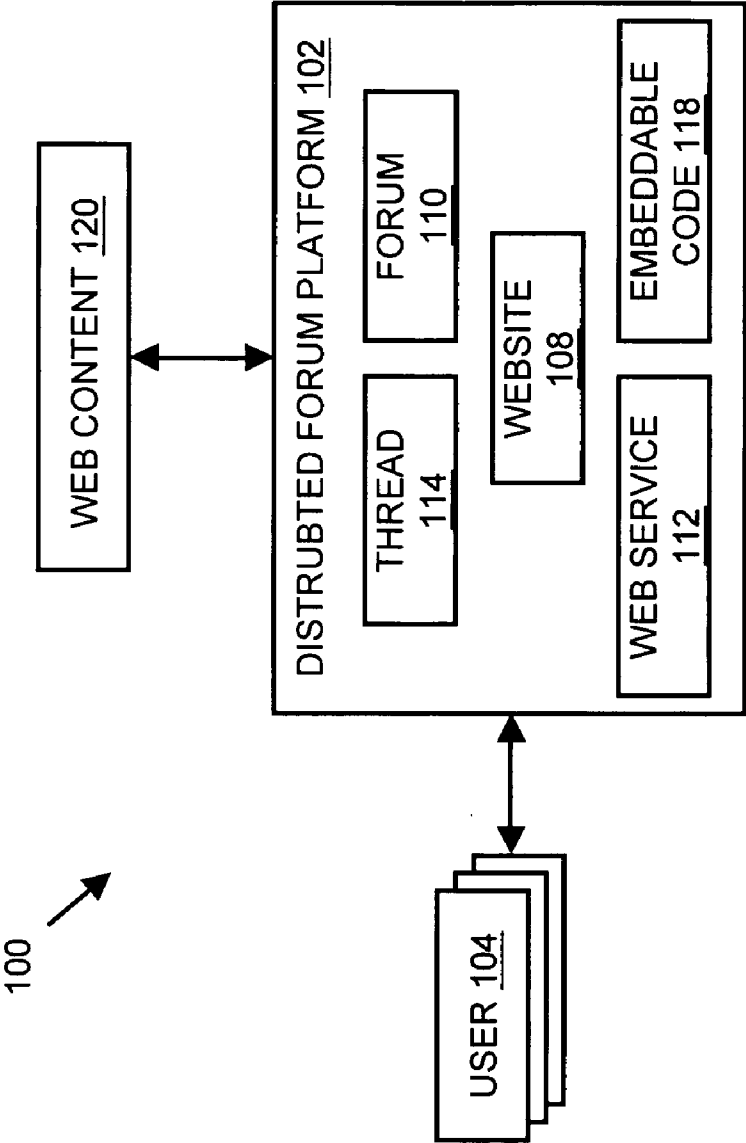 100
WEB CONTENT 120
DISTRUBTED FORUM PLATFORM 102
THREAD
114
FORUM
110
WEBSITE
108
WEB SERVICE
112
EMBEDDABLE
CODE 118
USER 104